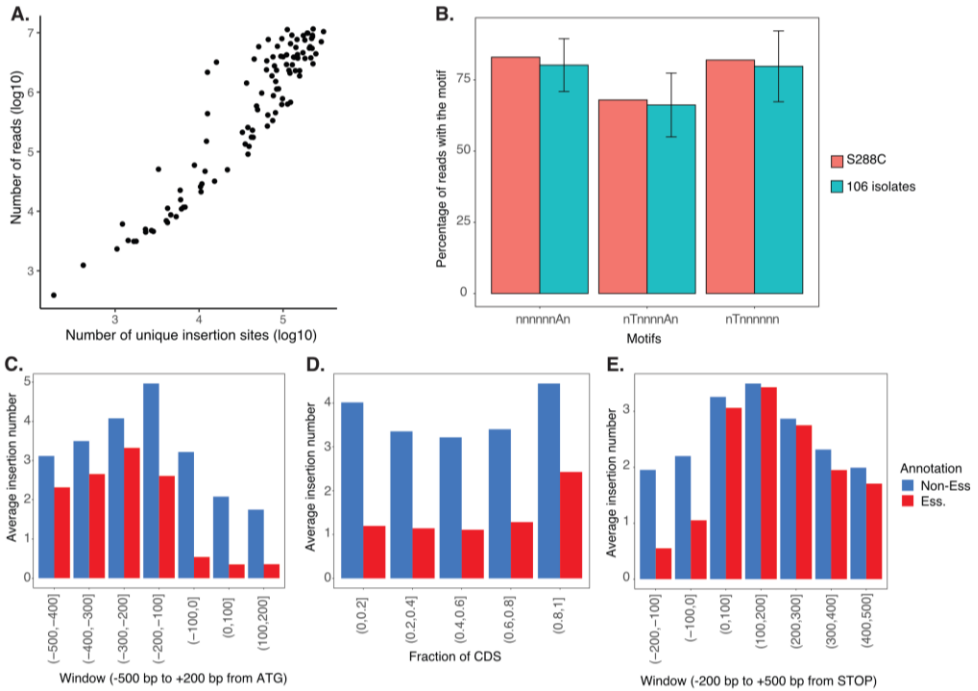 A.
Number of reads (log10)
7
6
5
4
3
3
4
5
Number of unique insertion sites (log10)
B.
Percentage of reads with the motif
75
50
25
0
nnnnnnAn
nTnnnnAn
nTnnnnnn
Motifs
S288C
106 isolates
C.
Average insertion number
5
4
3
2
1
0
(−500,−400]
(−400,−300]
(−300,−200]
(−200,−100]
(−100,0]
(0,100]
(100,200]
Window (-500 bp to +200 bp from ATG)
D.
Average insertion number
4
3
2
1
0
(0,0.2]
(0.2,0.4]
(0.4,0.6]
(0.6,0.8]
(0.8,1]
Fraction of CDS
E.
Average insertion number
3
2
1
0
(−200,−100]
(−100,0]
(0,100]
(100,200]
(200,300]
(300,400]
(400,500]
Window (-200 bp to +500 bp from STOP)
Annotation
Non-Ess
Ess.